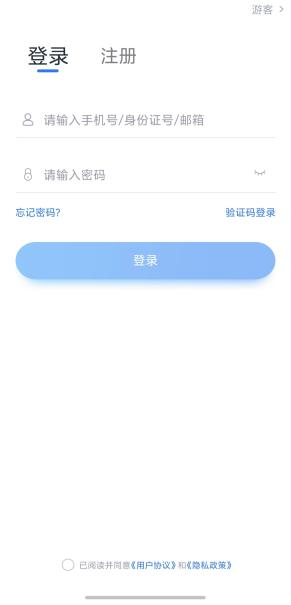 游客
登录 注册
请输入手机号/身份证号/邮箱
请输入密码
忘记密码? 验证码登录
登录
已阅读并同意《用户协议》和《隐私政策》